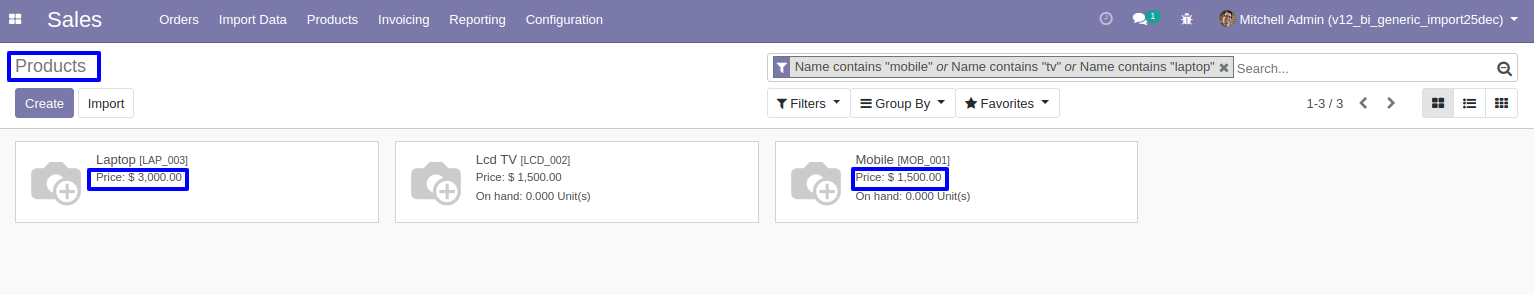 Sales Orders Import Data Products Invoicing Reporting Configuration 1 Mitchell Admin (v12_bi_generic_import25dec)
Products Name contains "mobile" or Name contains "tv" or Name contains "laptop" Search...
Create Import Filters Group By Favorites 1-3 / 3
Laptop [LAP_003]
Price: $ 3,000.00
Lcd TV [LCD_002]
Price: $ 1,500.00
On hand: 0.000 Unit(s)
Mobile [MOB_001]
Price: $ 1,500.00
On hand: 0.000 Unit(s)